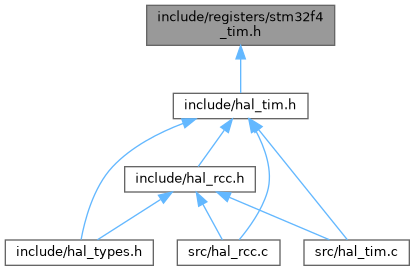 include/registers/stm32f4
_tim.h
include/hal_tim.h
include/hal_rcc.h
include/hal_types.h
src/hal_rcc.c
src/hal_tim.c